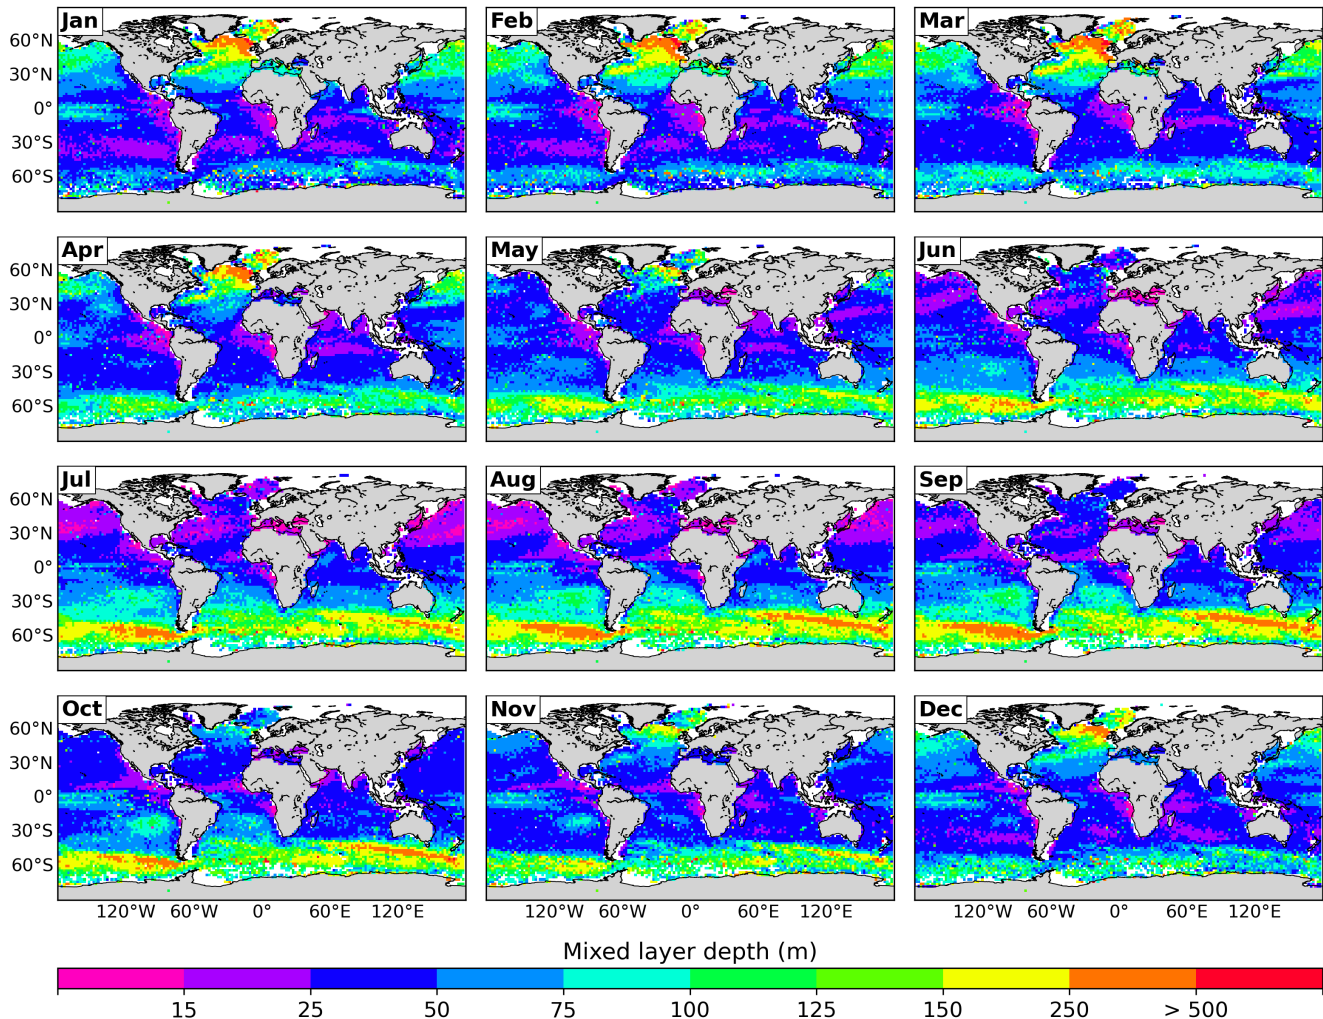 Jan Feb Mar
60°N
30°N
0°
30°S
60°S
Apr May Jun
60°N
30°N
0°
30°S
60°S
Jul Aug Sep
60°N
30°N
0°
30°S
60°S
Oct Nov Dec
60°N
30°N
0°
30°S
60°S
120°W 60°W 0° 60°E 120°E 120°W 60°W 0° 60°E 120°E 120°W 60°W 0° 60°E 120°E
Mixed layer depth (m)
15 25 50 75 100 125 150 250 > 500